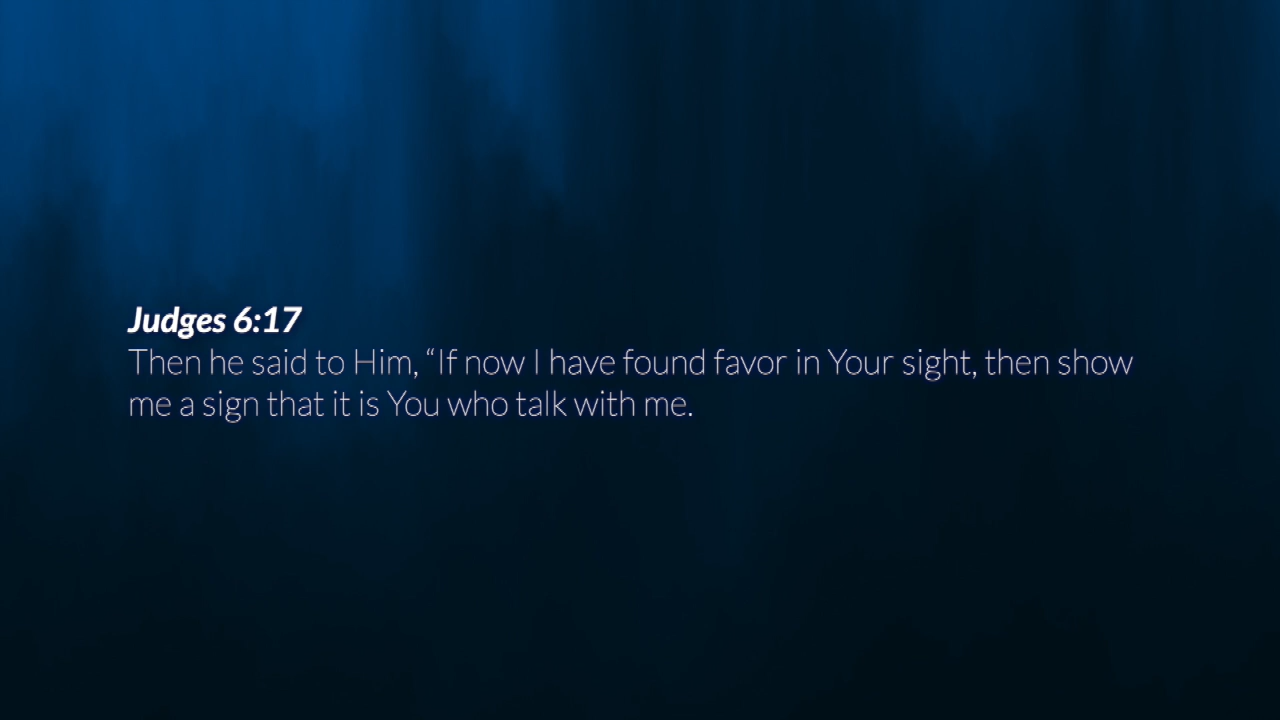 Judges 6:17
Then he said to Him, “If now I have found favor in Your sight, then show
me a sign that it is You who talk with me.